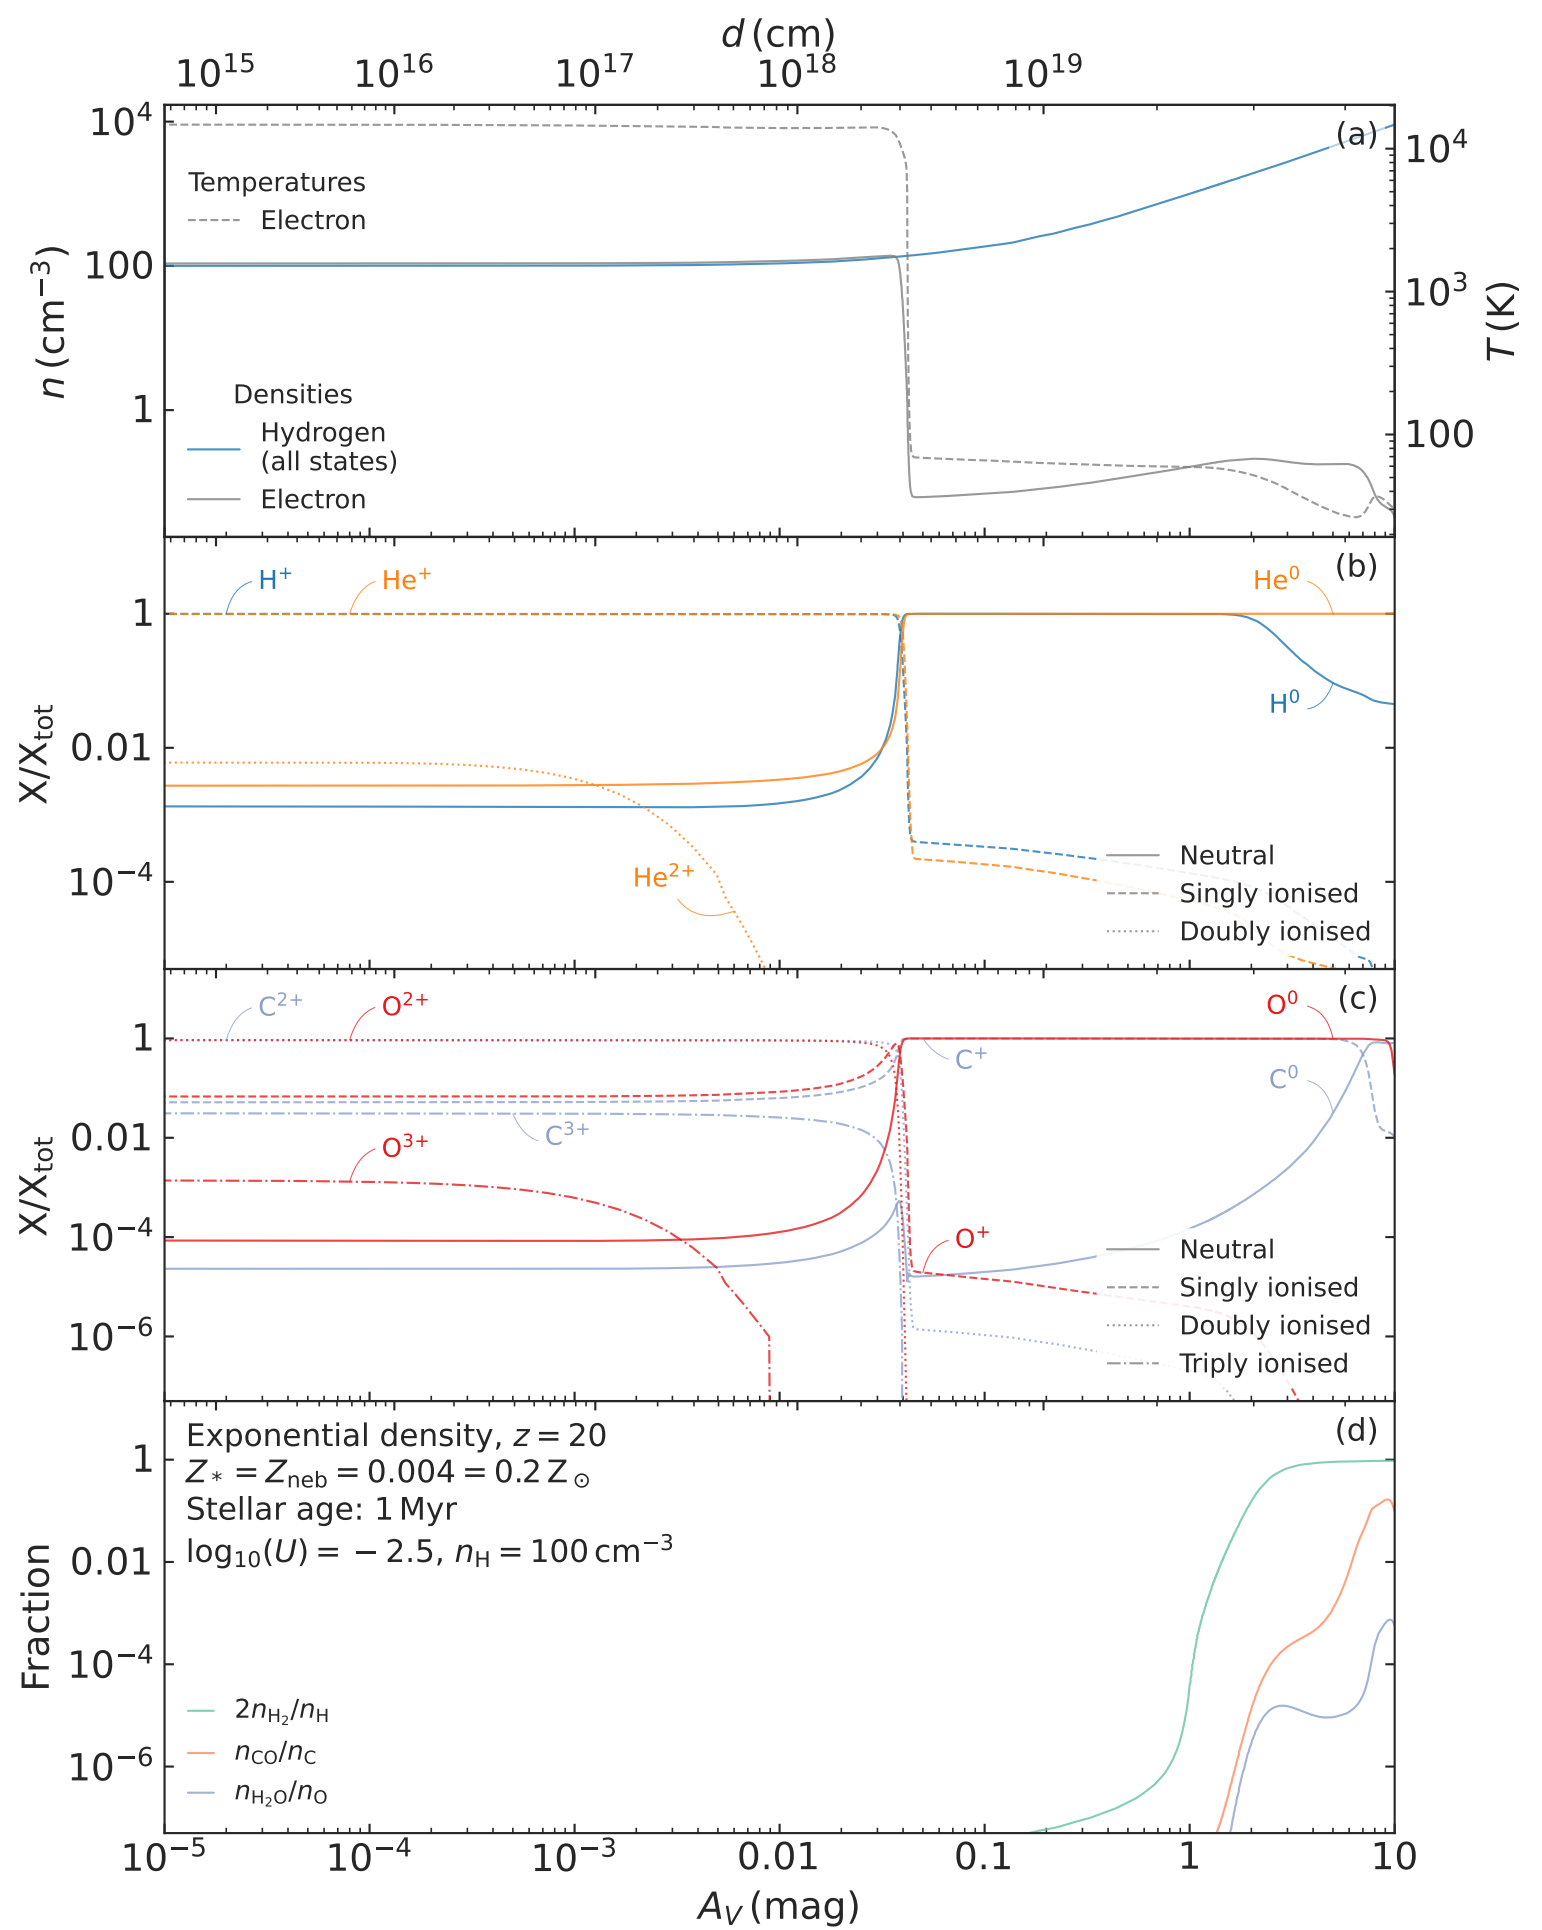 d (cm)
10^15 10^16 10^17 10^18 10^19
(a)
10^4
100
1
n (cm^−3)
10^4
10^3
100
T (K)
Temperatures
Electron
Densities
Hydrogen
(all states)
Electron
(b)
H^+ He^+ He^0
H^0
He^2+
1
0.01
10^−4
X/X_tot
Neutral
Singly ionised
Doubly ionised
(c)
C^2+ O^2+ O^0
C^+
C^0
C^3+
O^3+
O^+
1
0.01
10^−4
10^−6
X/X_tot
Neutral
Singly ionised
Doubly ionised
Triply ionised
(d)
Exponential density, z = 20
Z_* = Z_neb = 0.004 = 0.2 Z_⊙
Stellar age: 1 Myr
log_10(U) = −2.5, n_H = 100 cm^−3
1
0.01
10^−4
10^−6
Fraction
2n_H₂/n_H
n_CO/n_C
n_H₂O/n_O
10^−5 10^−4 10^−3 0.01 0.1 1 10
A_V (mag)